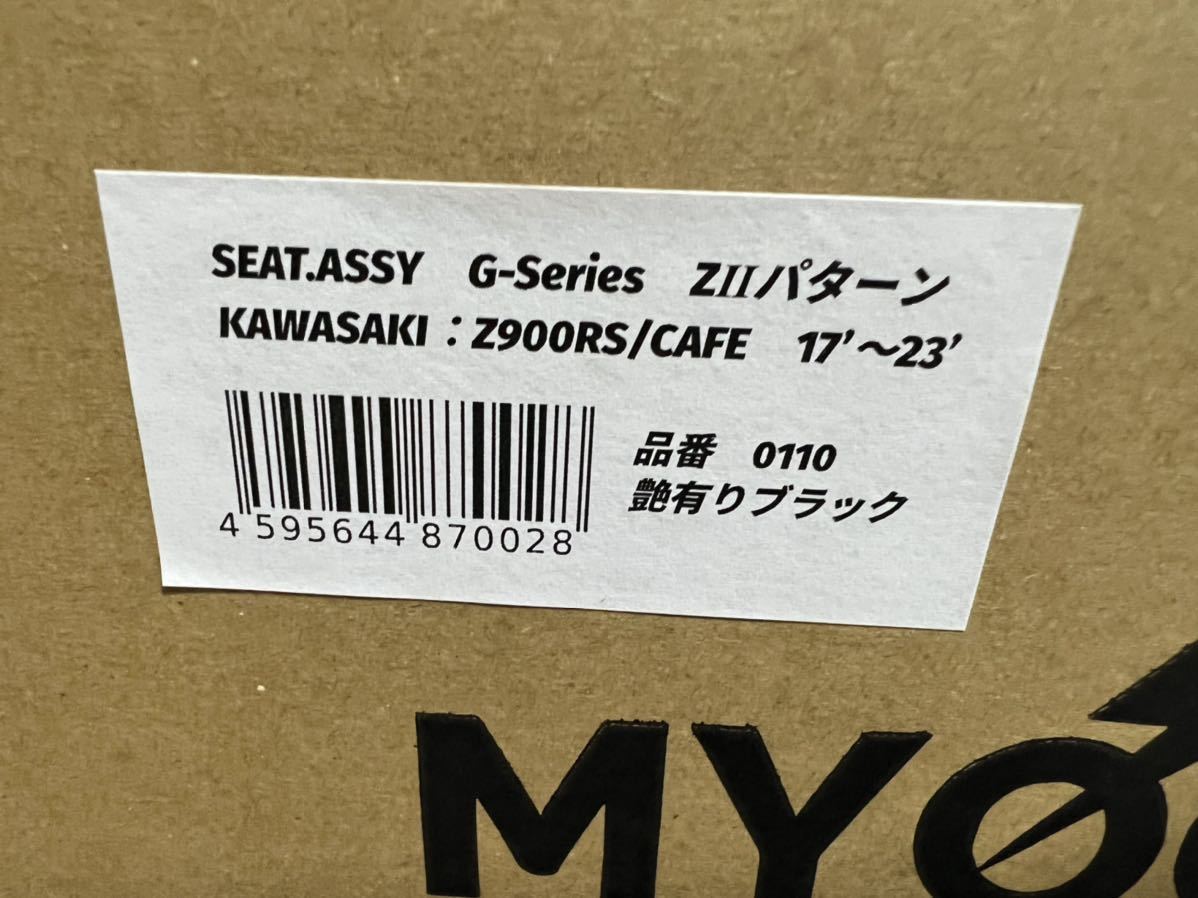 SEAT.ASSY G-Series ZIIパターン
KAWASAKI：Z900RS/CAFE 17'～23'
品番 0110
艶有りブラック
4 595644 870028